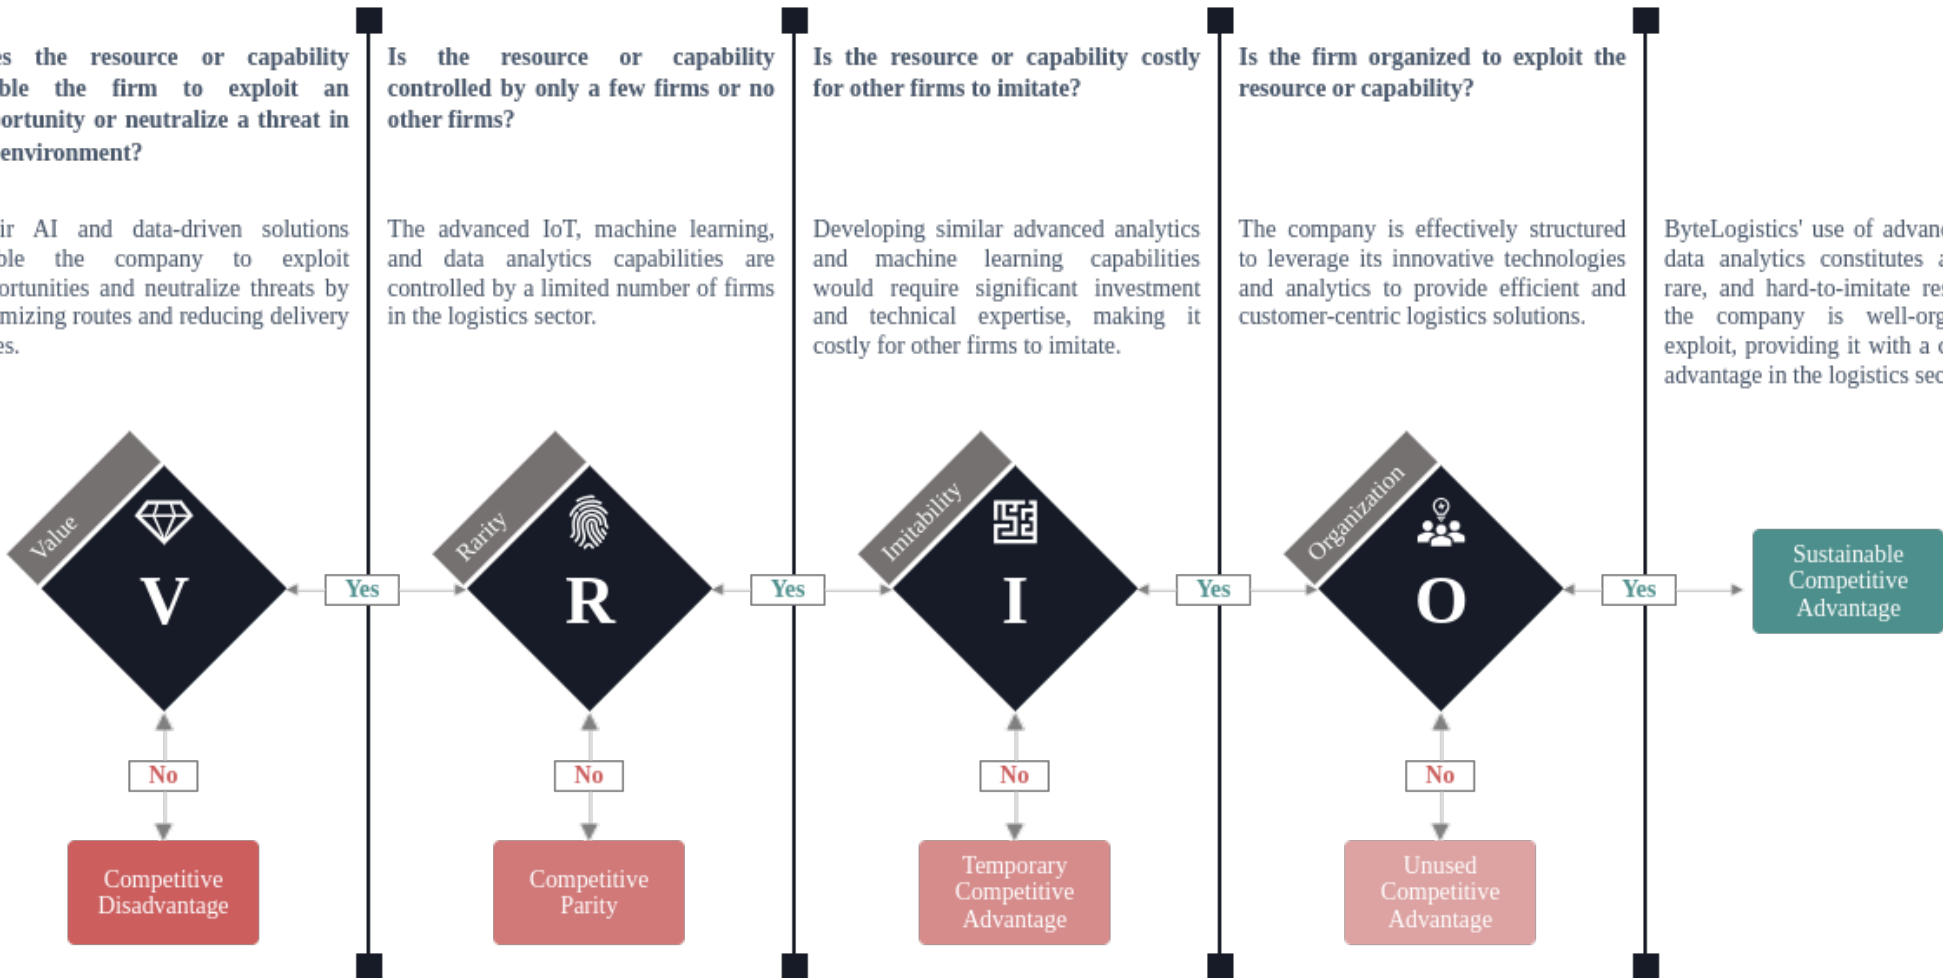 es the resource or capability
ble the firm to exploit an
ortunity or neutralize a threat in
environment?
Is the resource or capability
controlled by only a few firms or no
other firms?
Is the resource or capability costly
for other firms to imitate?
Is the firm organized to exploit the
resource or capability?
ir AI and data-driven solutions
ble the company to exploit
ortunities and neutralize threats by
mizing routes and reducing delivery
es.
The advanced IoT, machine learning,
and data analytics capabilities are
controlled by a limited number of firms
in the logistics sector.
Developing similar advanced analytics
and machine learning capabilities
would require significant investment
and technical expertise, making it
costly for other firms to imitate.
The company is effectively structured
to leverage its innovative technologies
and analytics to provide efficient and
customer-centric logistics solutions.
ByteLogistics' use of advan
data analytics constitutes a
rare, and hard-to-imitate re
the company is well-org
exploit, providing it with a c
advantage in the logistics sec
Value
V
Rarity
R
Imitability
I
Organization
O
Yes
Yes
Yes
Yes
Sustainable
Competitive
Advantage
No
No
No
No
Competitive
Disadvantage
Competitive
Parity
Temporary
Competitive
Advantage
Unused
Competitive
Advantage